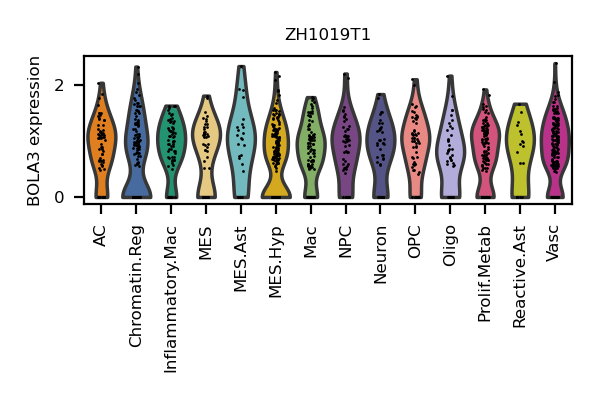 ZH1019T1
BOLA3 expression
2
0
AC
Chromatin.Reg
Inflammatory.Mac
MES
MES.Ast
MES.Hyp
Mac
NPC
Neuron
OPC
Oligo
Prolif.Metab
Reactive.Ast
Vasc